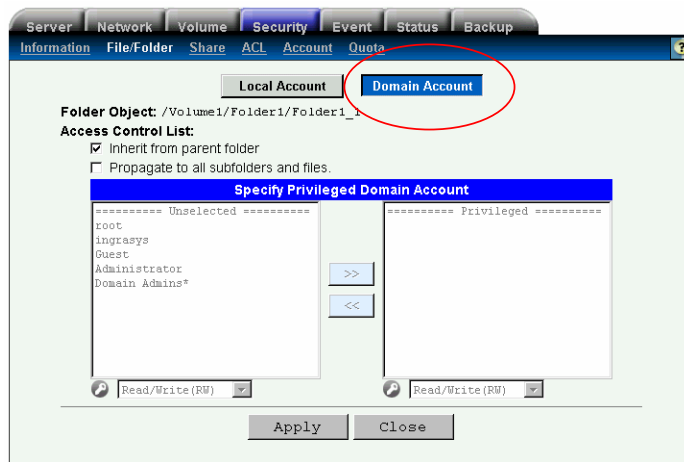 Server Network Volume Security Event Status Backup
Information File/Folder Share ACL Account Quota ?
Local Account Domain Account
Folder Object: /Volume1/Folder1/Folder1_1
Access Control List:
Inherit from parent folder
Propagate to all subfolders and files.
Specify Privileged Domain Account
========== Unselected ========== ========== Privileged ==========
root
ingrasys
Guest
Administrator
Domain Admins*
>>
<<
Read/Write(RW) Read/Write(RW)
Apply Close